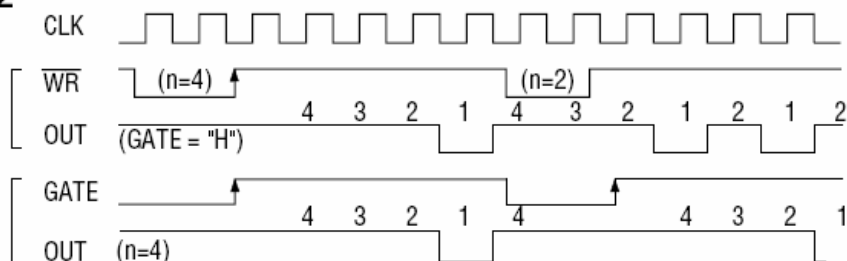 2
CLK
WR (n=4) (n=2)
4 3 2 1 4 3 2 1 2 1 2
OUT (GATE = "H")
GATE
4 3 2 1 4 4 3 2 1
OUT (n=4)